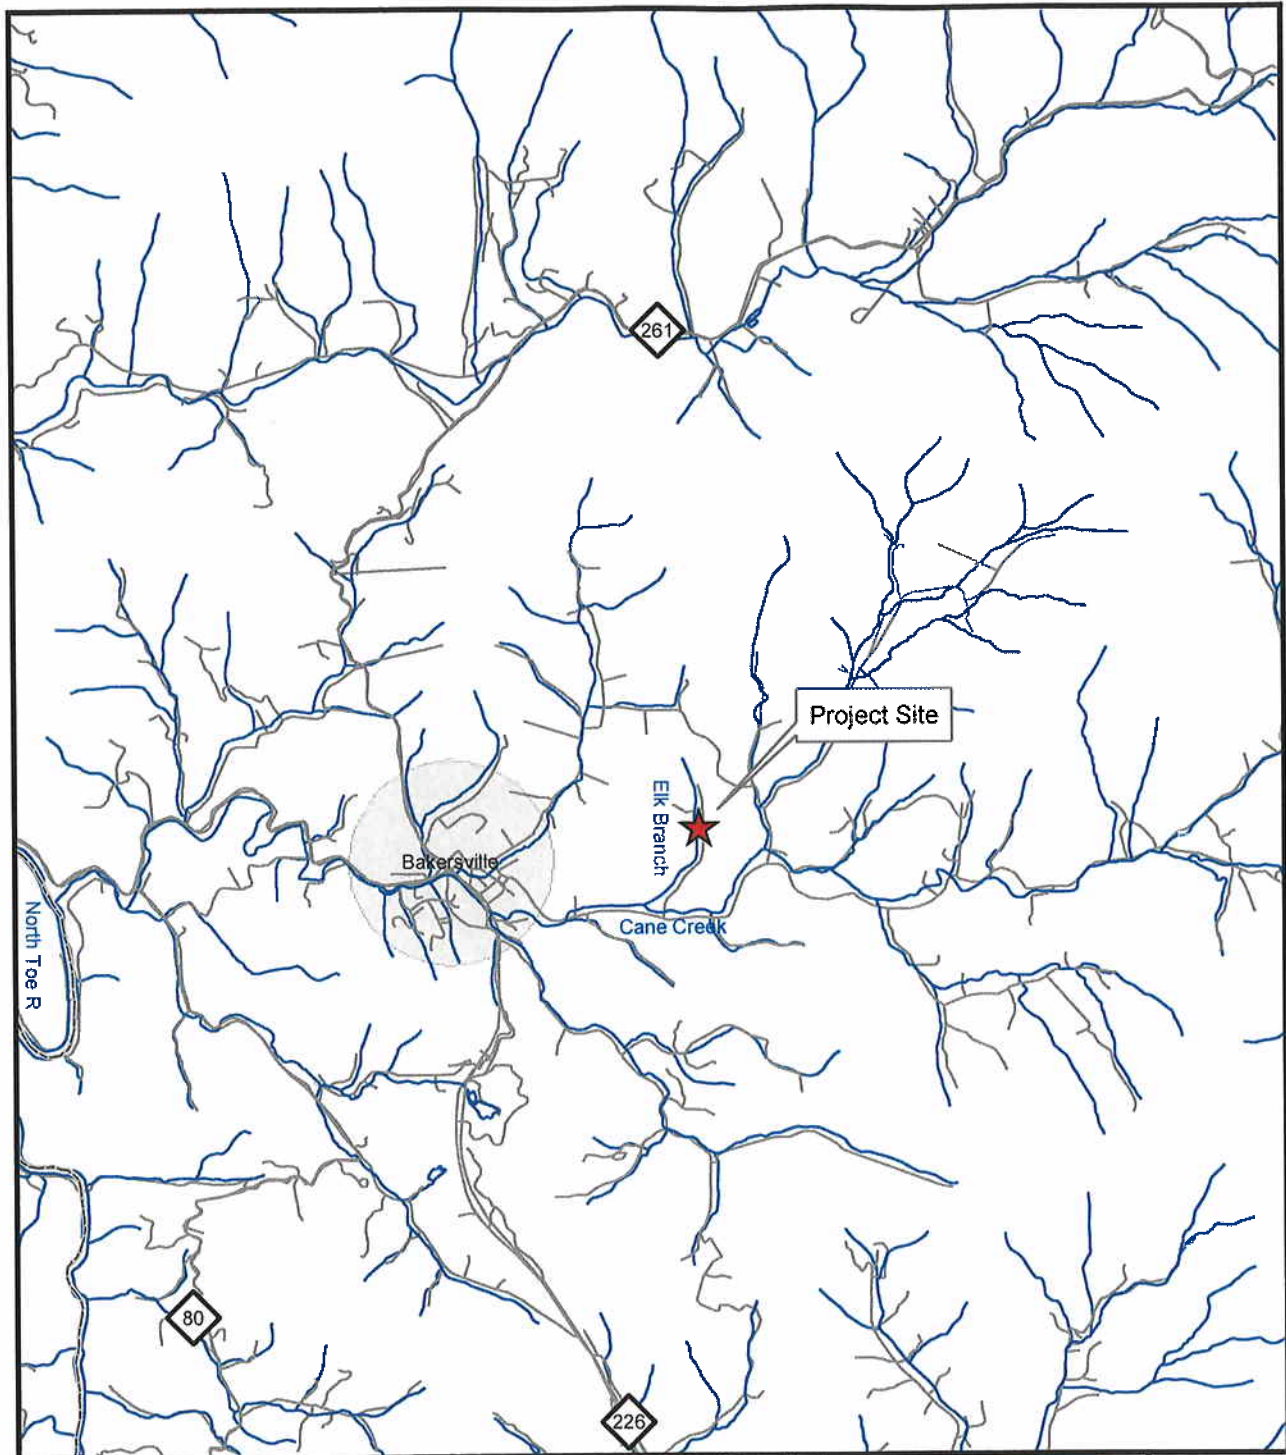 261
Project Site
Elk Branch
Bakersville
North Toe R
Cane Creek
80
226